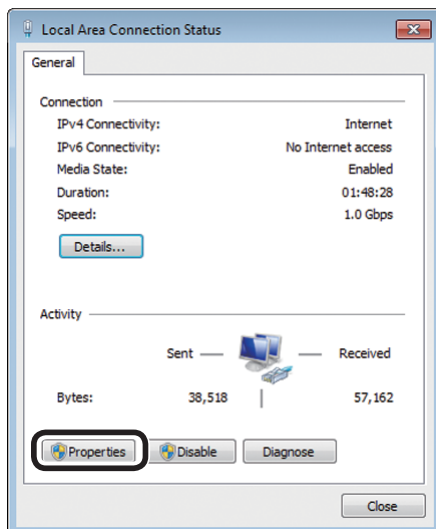 Local Area Connection Status
General
Connection
IPv4 Connectivity: Internet
IPv6 Connectivity: No Internet access
Media State: Enabled
Duration: 01:48:28
Speed: 1.0 Gbps
Details...
Activity
Sent Received
Bytes: 38,518 57,162
Properties Disable Diagnose
Close